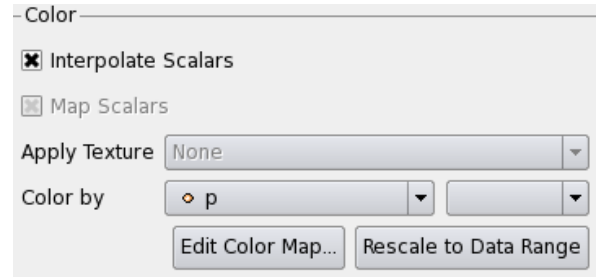 Color
Interpolate Scalars
Map Scalars
Apply Texture None
Color by p
Edit Color Map... Rescale to Data Range